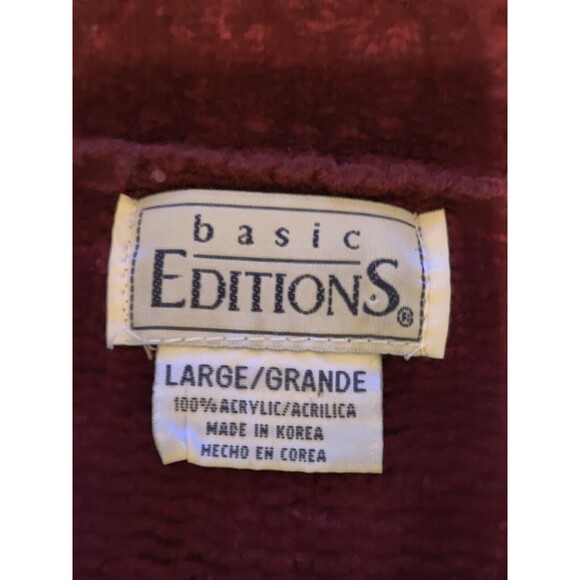 basic
EDITIONS®
LARGE/GRANDE
100% ACRYLIC/ACRILICA
MADE IN KOREA
HECHO EN COREA